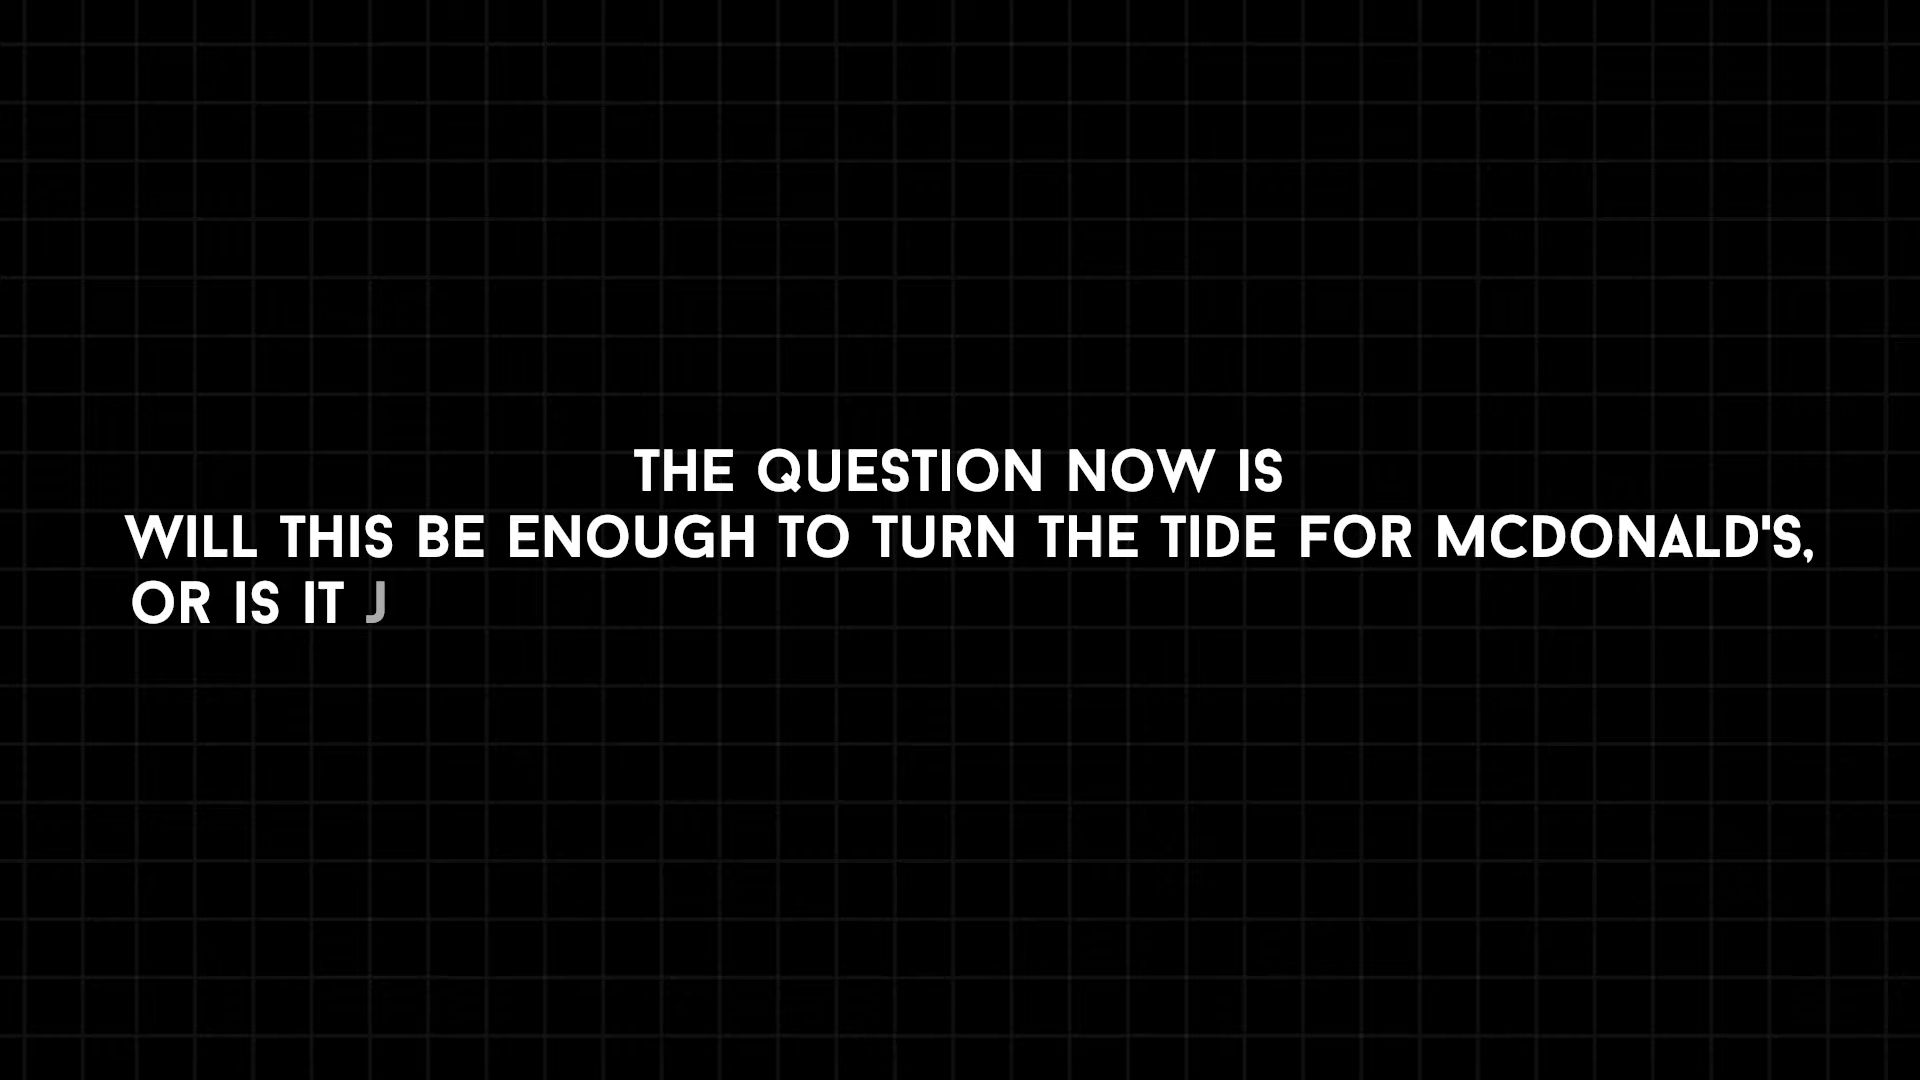 THE QUESTION NOW IS
WILL THIS BE ENOUGH TO TURN THE TIDE FOR MCDONALD'S,
OR IS IT J